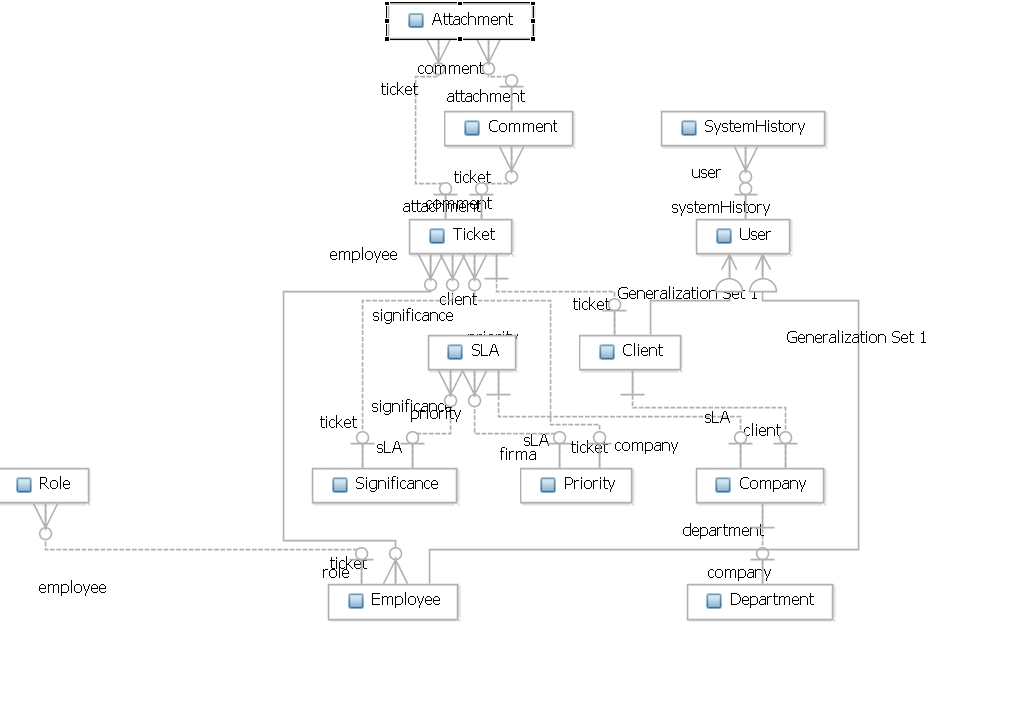 Attachment
comment
ticket
attachment
Comment
SystemHistory
user
ticket
comment
attachment
systemHistory
Ticket
User
employee
Generalization Set 1
client
ticket
significance
priority
Generalization Set 1
SLA
Client
significance
priority
sLA
ticket
client
sLA
sLA
ticket
company
firma
Role
Significance
Priority
Company
department
ticket
role
company
employee
Employee
Department